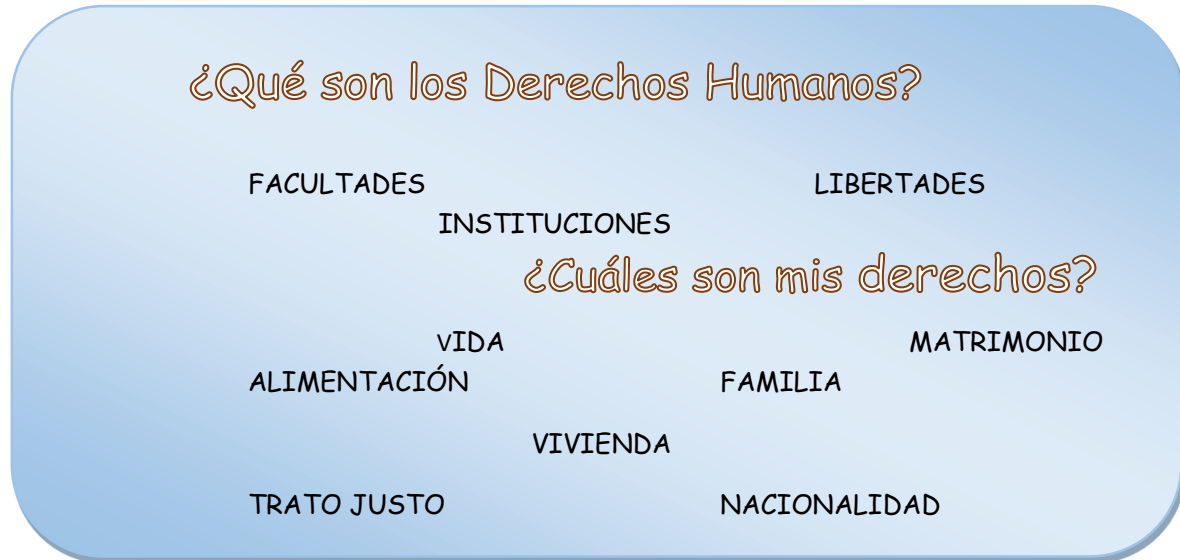 ¿Qué son los Derechos Humanos?
FACULTADES LIBERTADES
INSTITUCIONES
¿Cuáles son mis derechos?
VIDA MATRIMONIO
ALIMENTACIÓN FAMILIA
VIVIENDA
TRATO JUSTO NACIONALIDAD